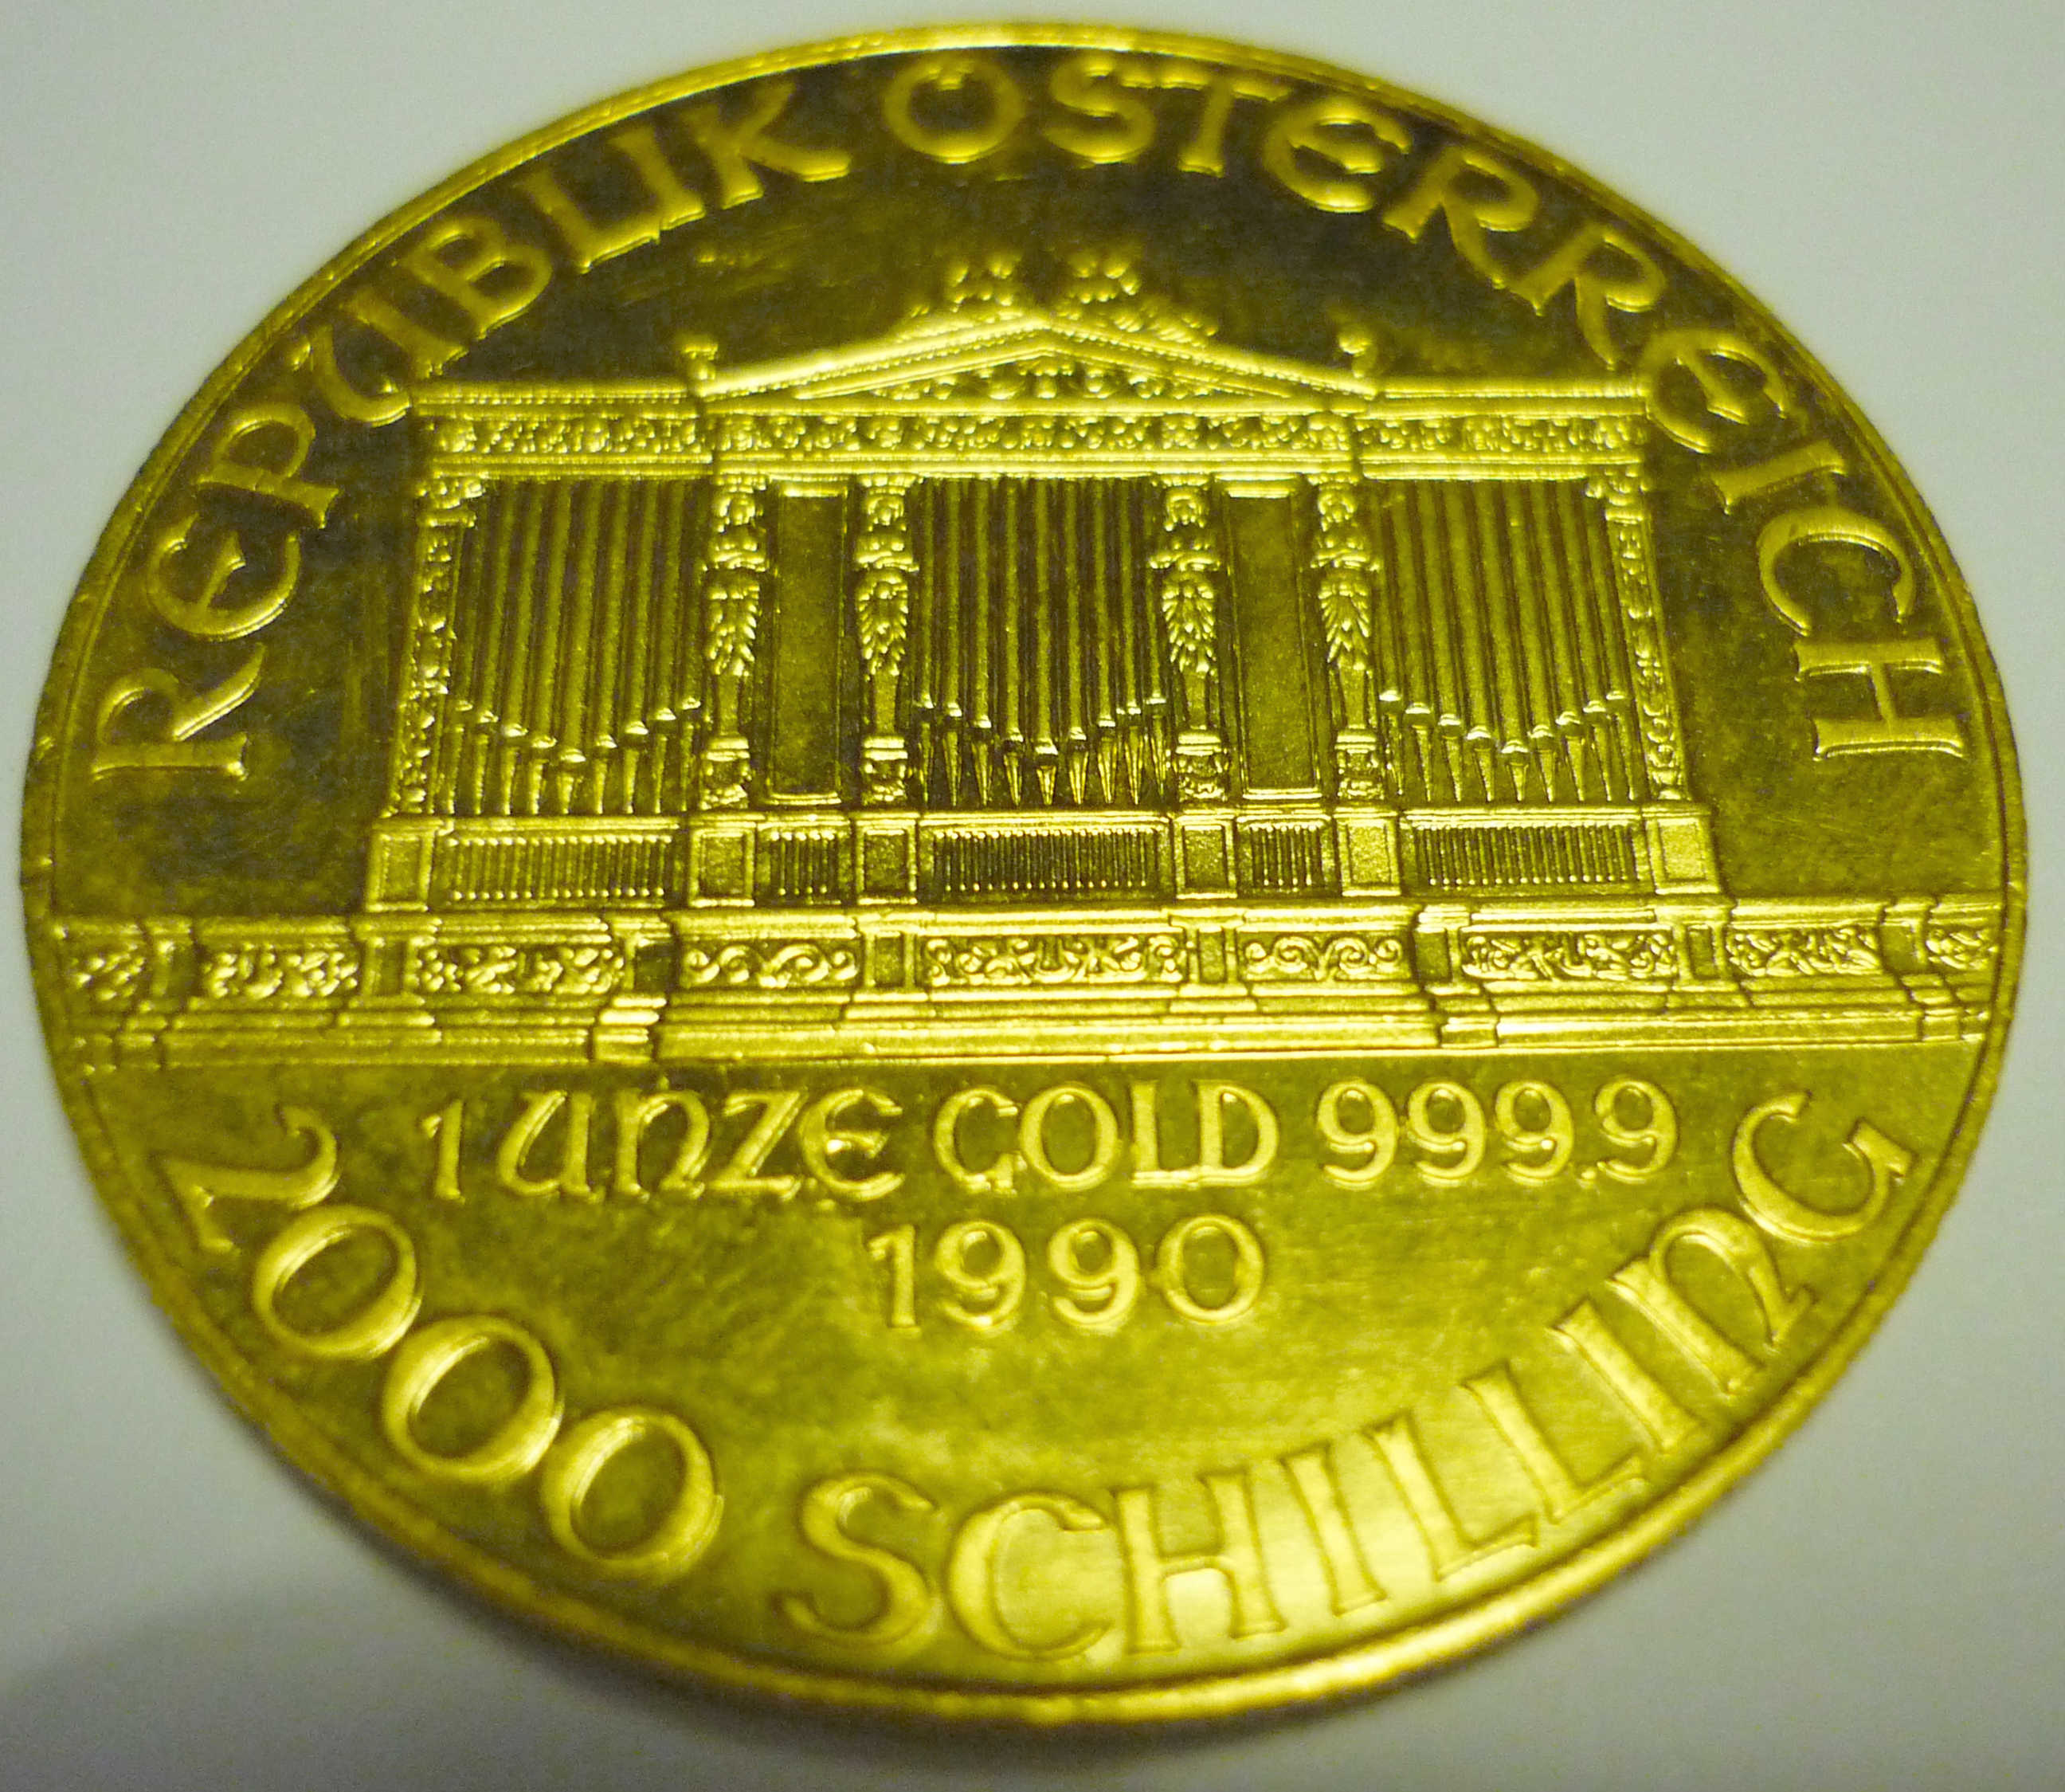 REPUBLIK ÖSTERREICH
1 UNZE GOLD 999.9
1990
2000 SCHILLING